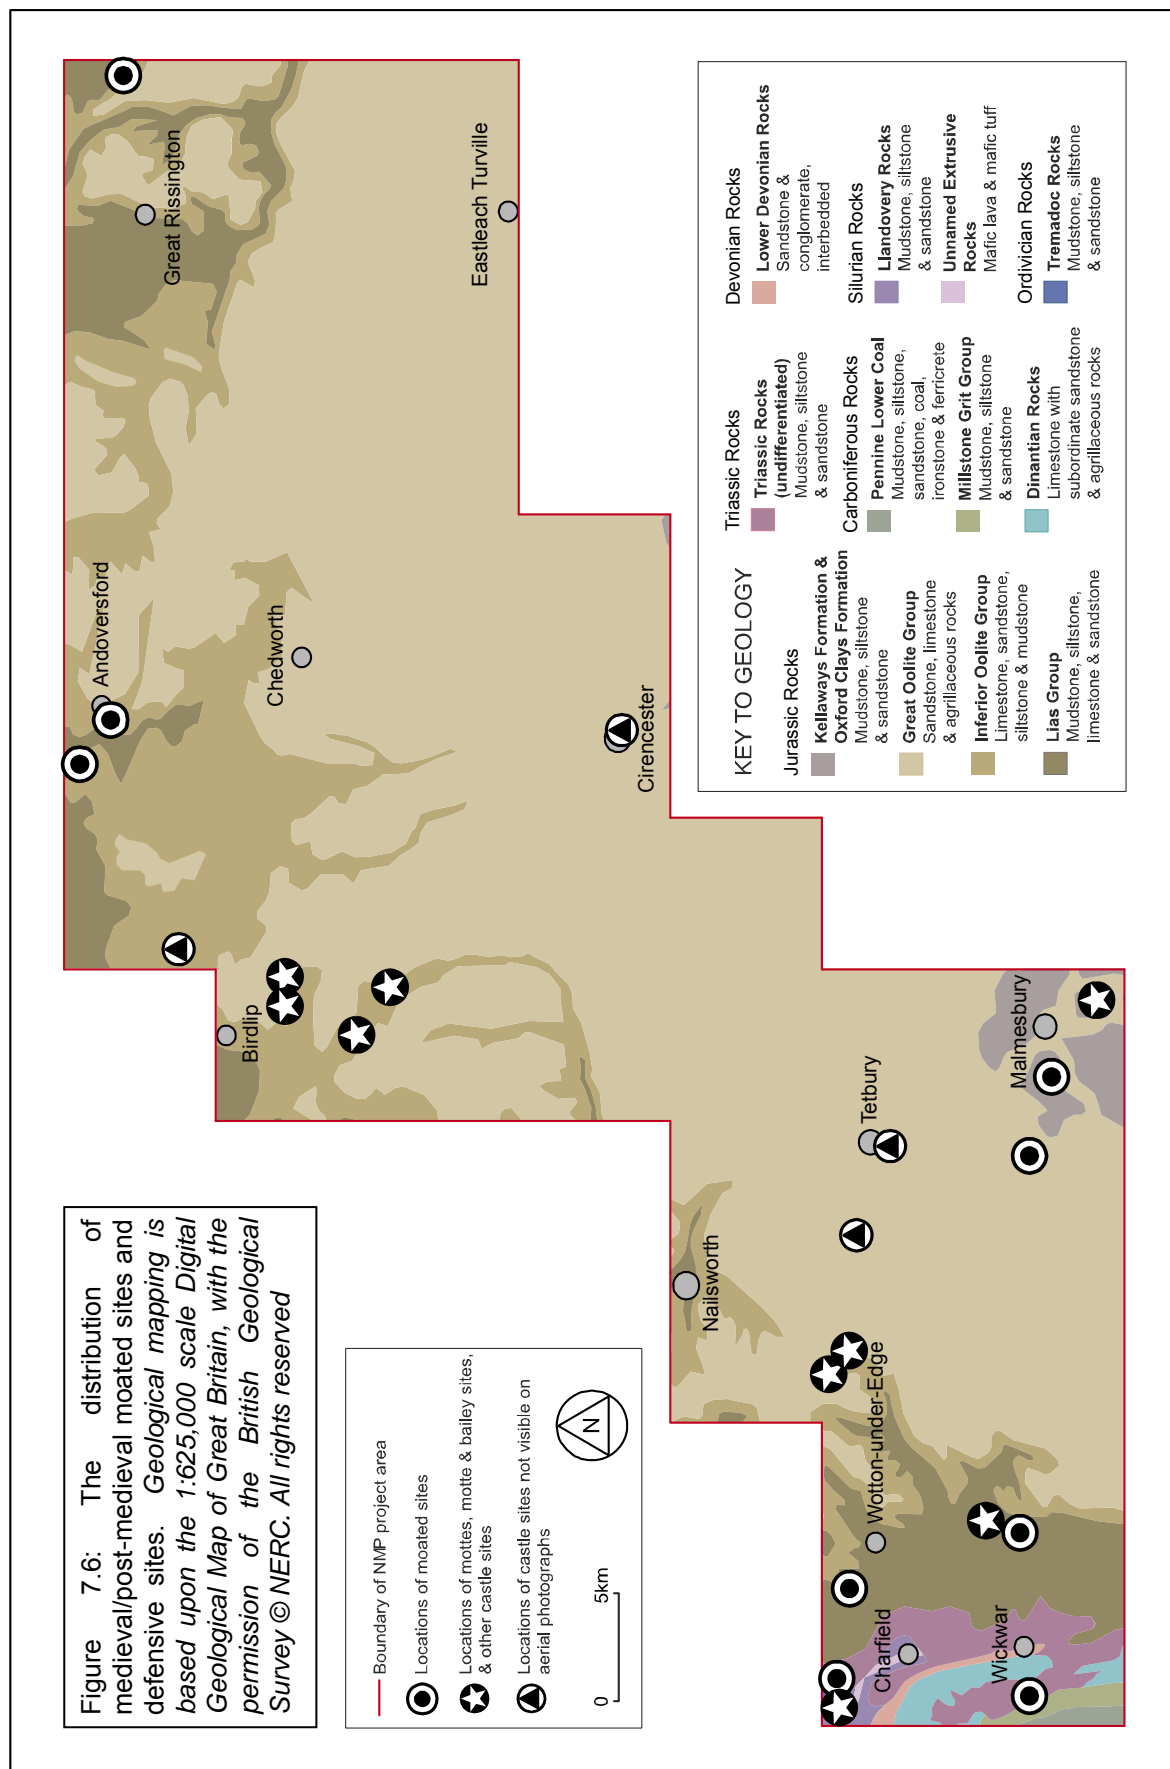 Figure 7.6: The distribution of
medieval/post-medieval moated sites and
defensive sites. Geological mapping is
based upon the 1:625,000 scale Digital
Geological Map of Great Britain, with the
permission of the British Geological
Survey © NERC. All rights reserved
Boundary of NMP project area
Locations of moated sites
Locations of mottes, motte & bailey sites,
& other castle sites
Locations of castle sites not visible on
aerial photographs
0
5km
N
Great Rissington
Eastleach Turville
Andoversford
Chedworth
Cirencester
Birdlip
Tetbury
Malmesbury
Nailsworth
Wotton-under-Edge
Charfield
Wickwar
KEY TO GEOLOGY
Jurassic Rocks
Kellaways Formation &
Oxford Clays Formation
Mudstone, siltstone
& sandstone
Great Oolite Group
Sandstone, limestone
& agrillaceous rocks
Inferior Oolite Group
Limestone, sandstone,
siltstone & mudstone
Lias Group
Mudstone, siltstone,
limestone & sandstone
Triassic Rocks
Triassic Rocks
(undifferentiated)
Mudstone, siltstone
& sandstone
Carboniferous Rocks
Pennine Lower Coal
Mudstone, siltstone,
sandstone, coal,
ironstone & ferricrete
Millstone Grit Group
Mudstone, siltstone
& sandstone
Dinantian Rocks
Limestone with
subordinate sandstone
& agrillaceous rocks
Devonian Rocks
Lower Devonian Rocks
Sandstone &
conglomerate,
interbedded
Silurian Rocks
Llandovery Rocks
Mudstone, siltstone
& sandstone
Unnamed Extrusive
Rocks
Mafic lava & mafic tuff
Ordivician Rocks
Tremadoc Rocks
Mudstone, siltstone
& sandstone